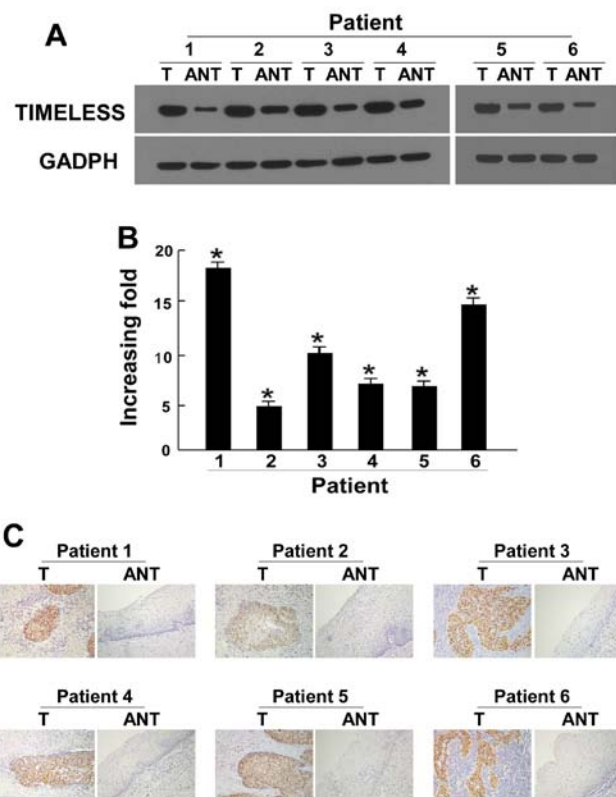 A
Patient
1 2 3 4 5 6
T ANT T ANT T ANT T ANT T ANT T ANT
TIMELESS
GADPH
B
20
15
10
5
0
Increasing fold
* * * * * *
1 2 3 4 5 6
Patient
C
Patient 1 Patient 2 Patient 3
T ANT T ANT T ANT
Patient 4 Patient 5 Patient 6
T ANT T ANT T ANT